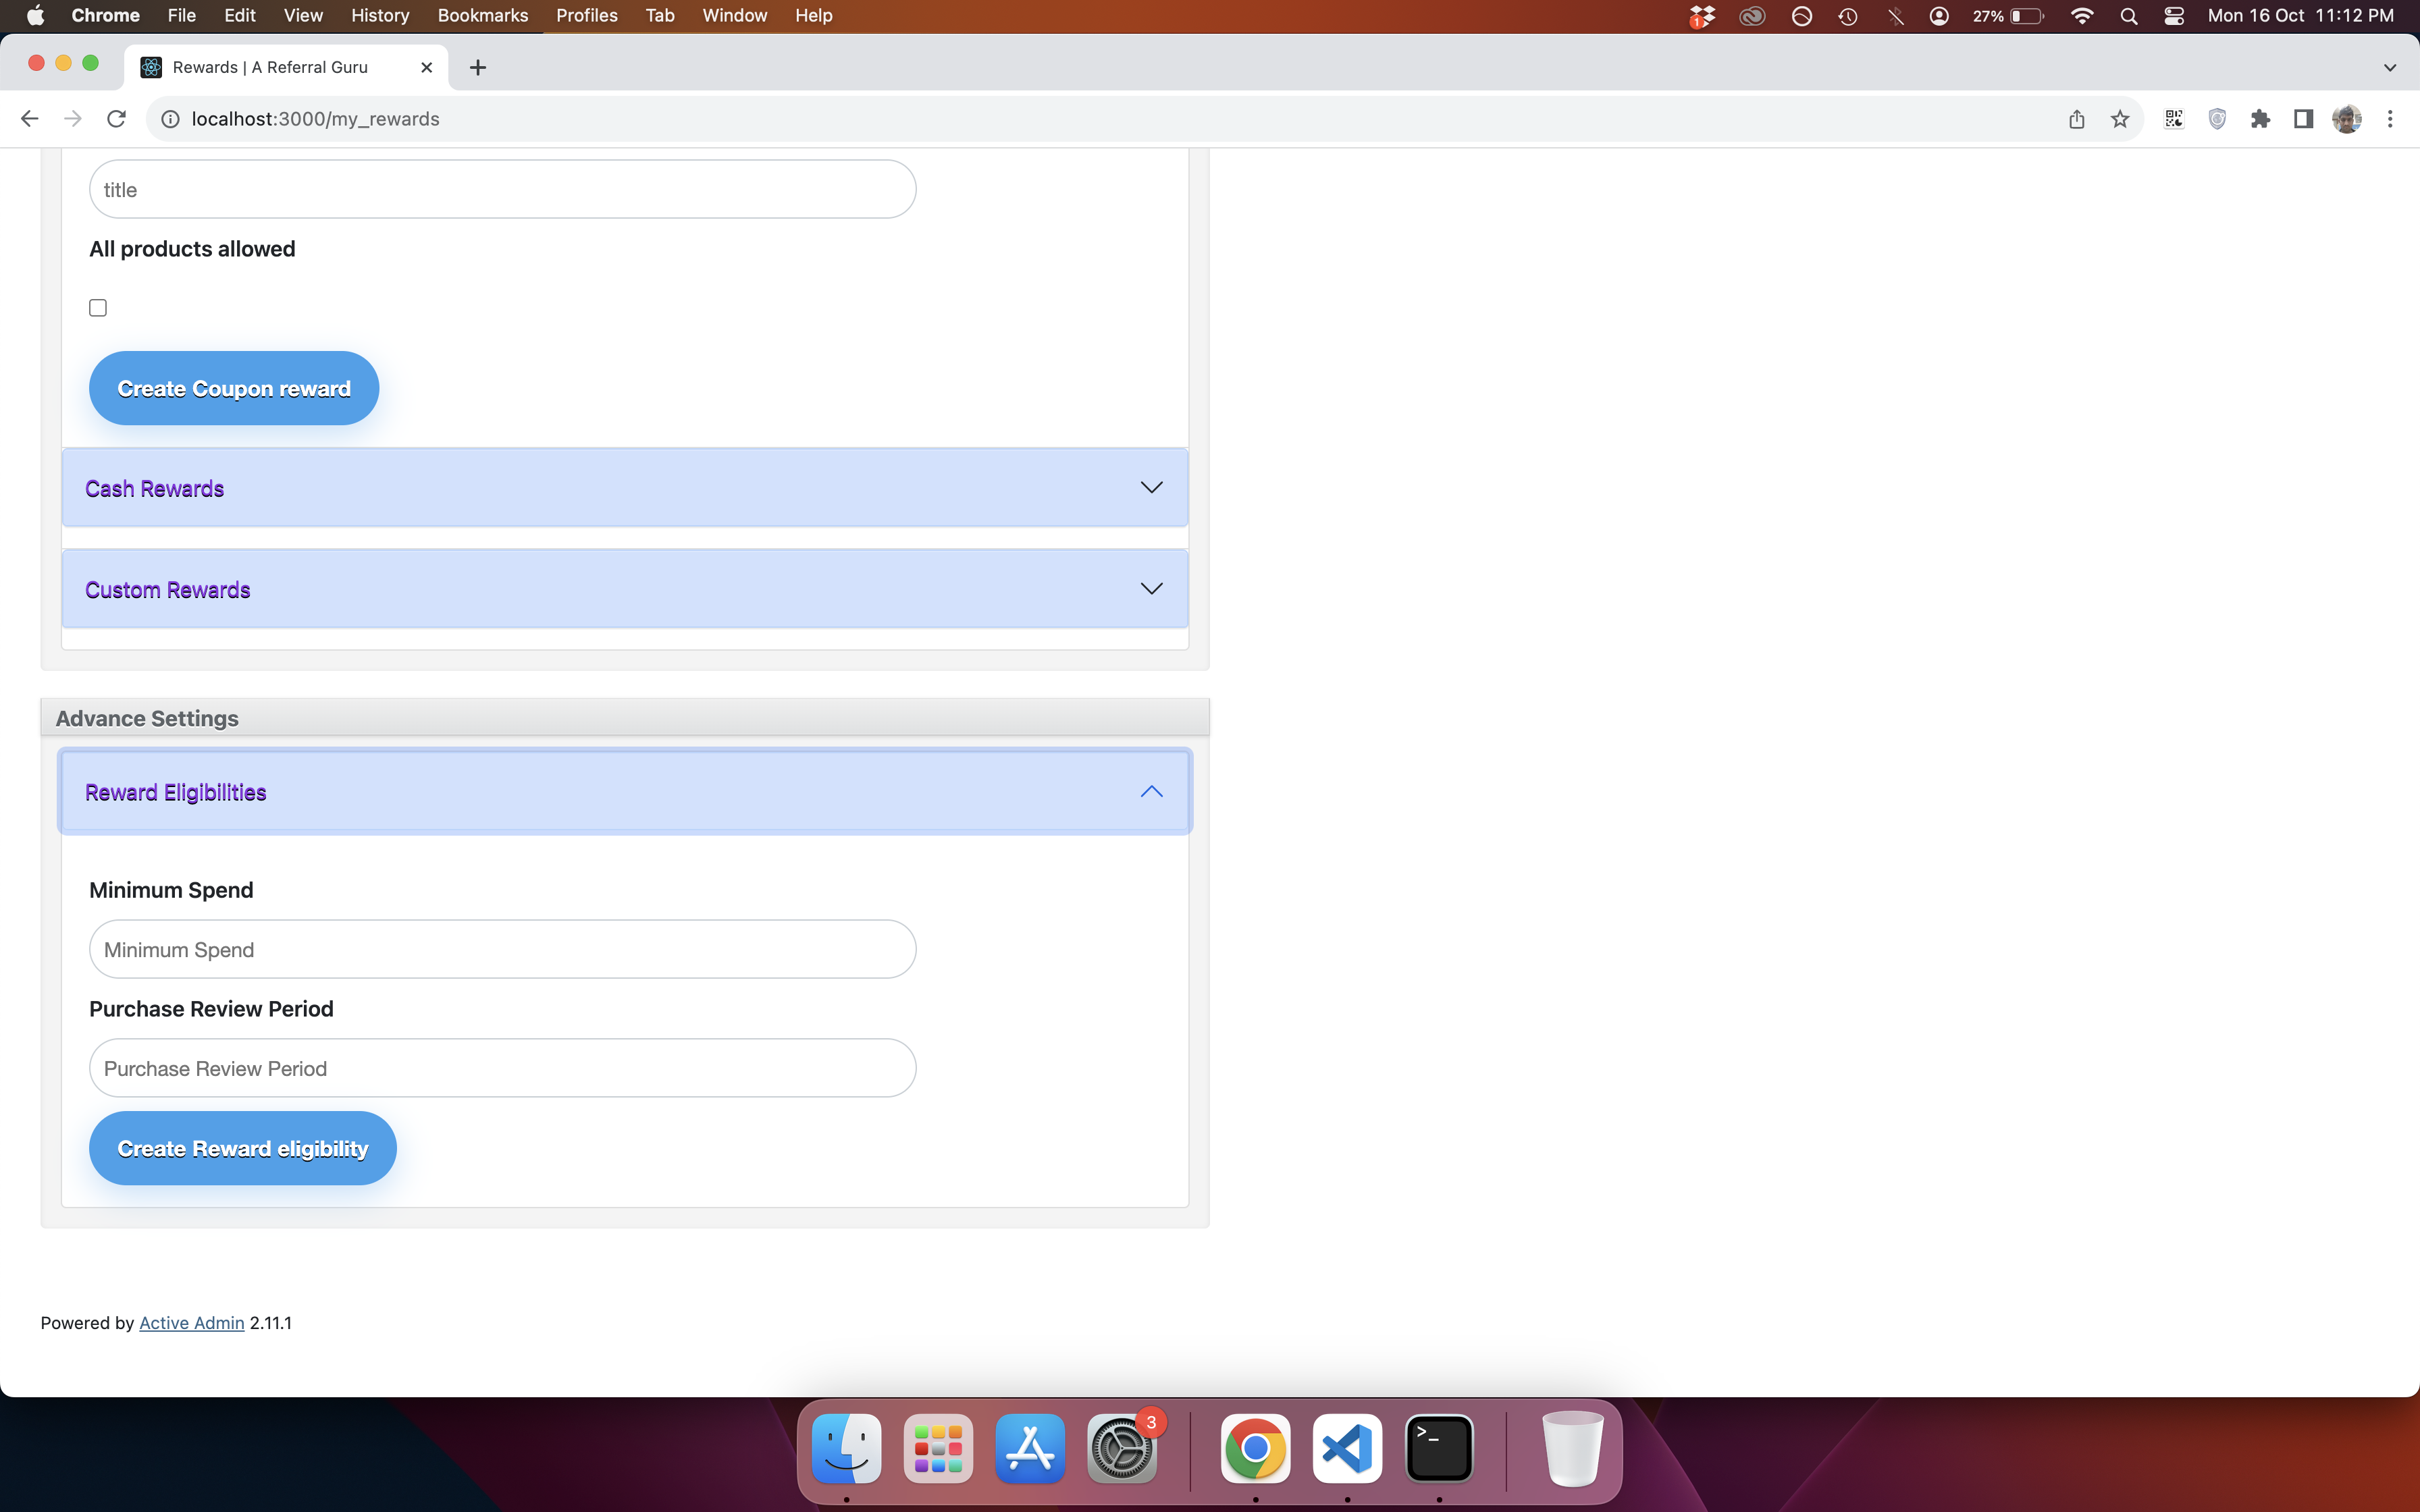 Chrome File Edit View History Bookmarks Profiles Tab Window Help 1 27% Mon 16 Oct 11:12 PM
Rewards | A Referral Guru
localhost:3000/my_rewards
title
All products allowed
Create Coupon reward
Cash Rewards
Custom Rewards
Advance Settings
Reward Eligibilities
Minimum Spend
Minimum Spend
Purchase Review Period
Purchase Review Period
Create Reward eligibility
Powered by Active Admin 2.11.1
3
>_